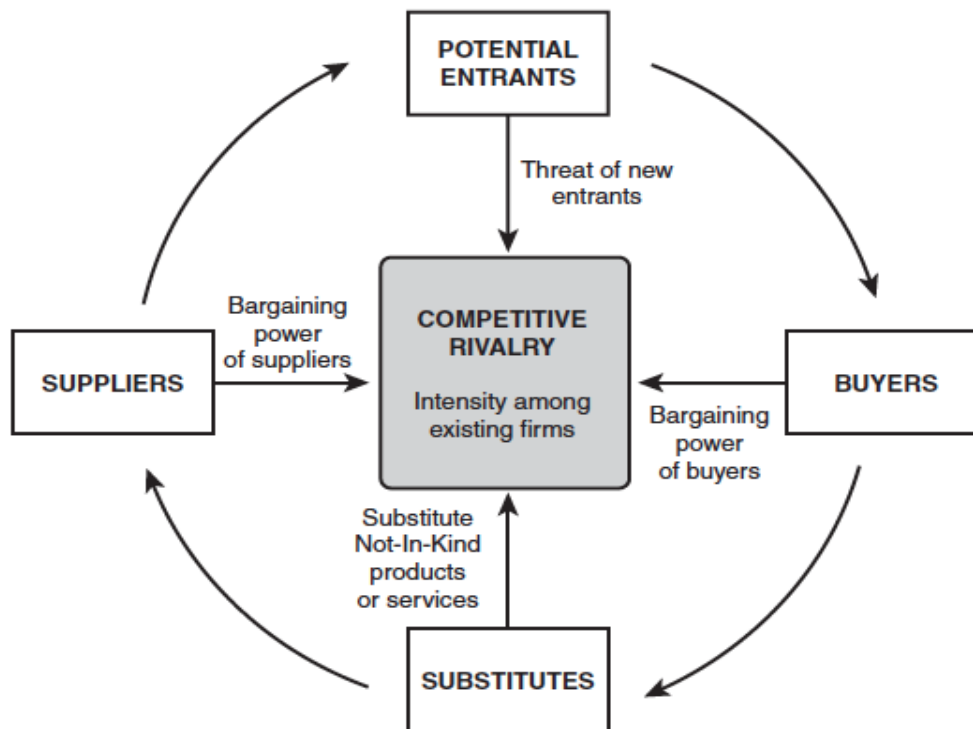 POTENTIAL
ENTRANTS
Threat of new
entrants
Bargaining
power
of suppliers
SUPPLIERS
COMPETITIVE
RIVALRY
Intensity among
existing firms
BUYERS
Bargaining
power
of buyers
Substitute
Not-In-Kind
products
or services
SUBSTITUTES